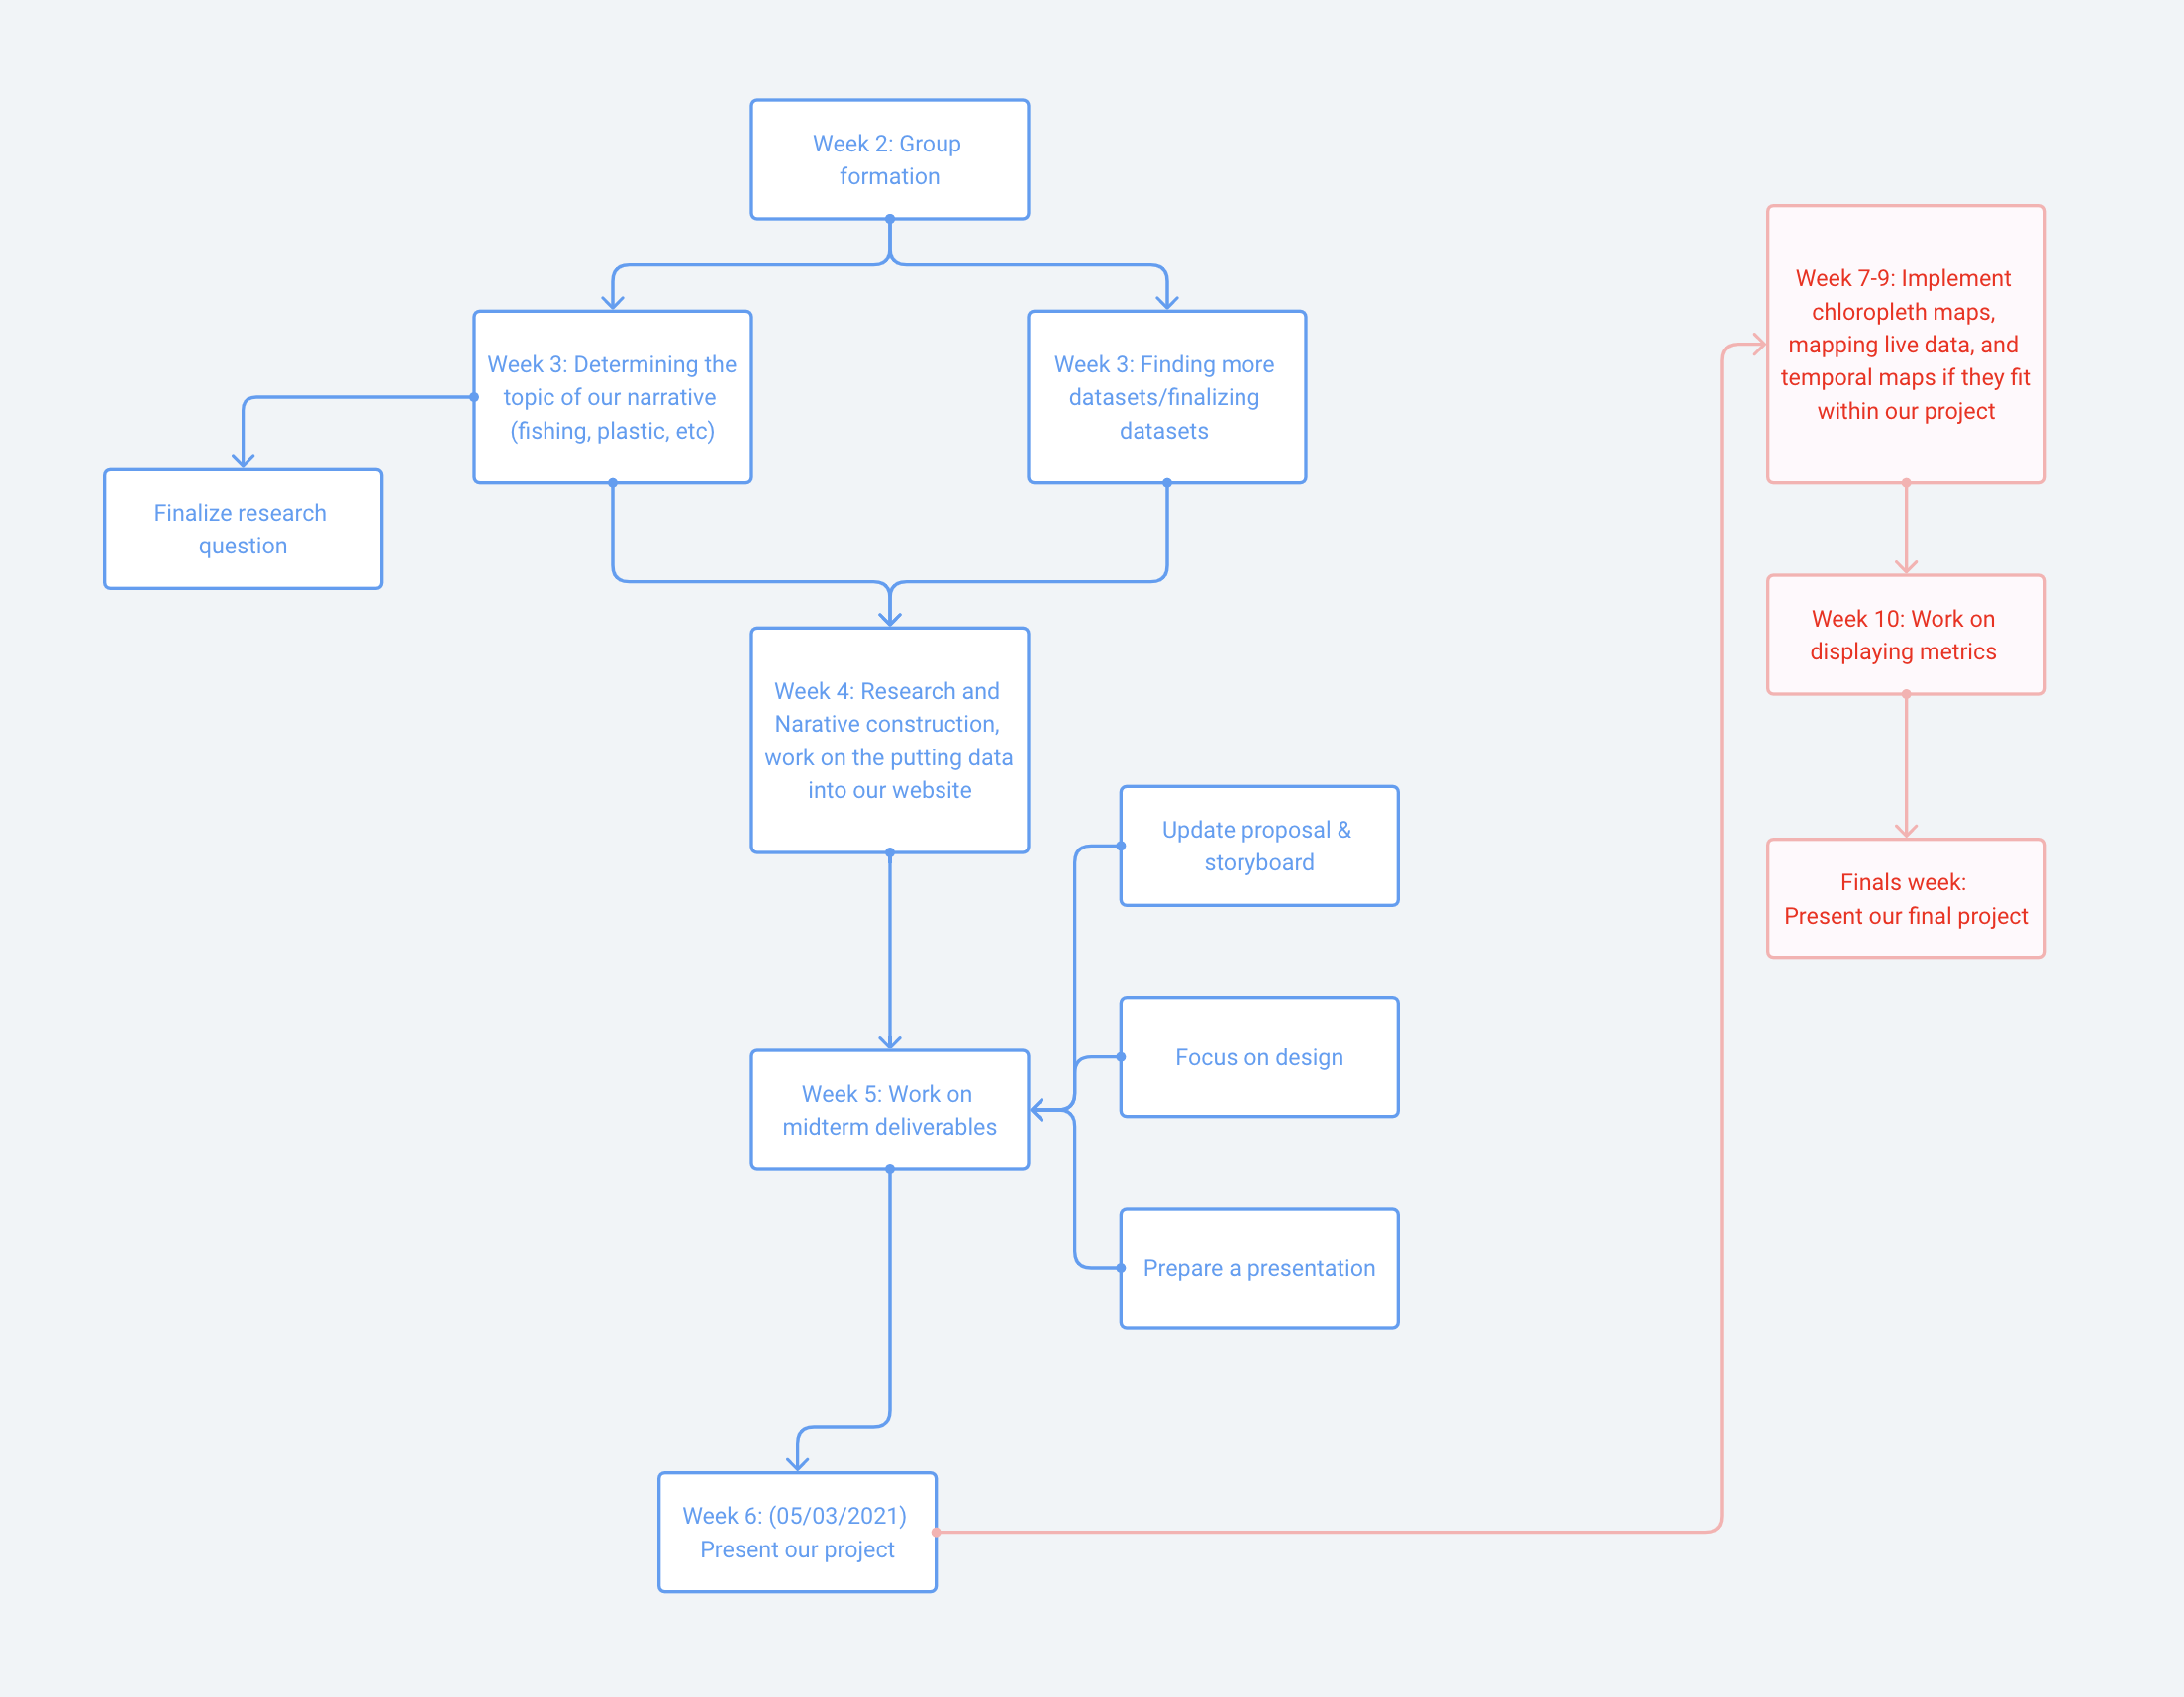 Week 2: Group
formation
Week 3: Determining the
topic of our narrative
(fishing, plastic, etc)
Week 3: Finding more
datasets/finalizing
datasets
Finalize research
question
Week 4: Research and
Narative construction,
work on the putting data
into our website
Update proposal &
storyboard
Focus on design
Week 5: Work on
midterm deliverables
Prepare a presentation
Week 6: (05/03/2021)
Present our project
Week 7-9: Implement
chloropleth maps,
mapping live data, and
temporal maps if they fit
within our project
Week 10: Work on
displaying metrics
Finals week:
Present our final project